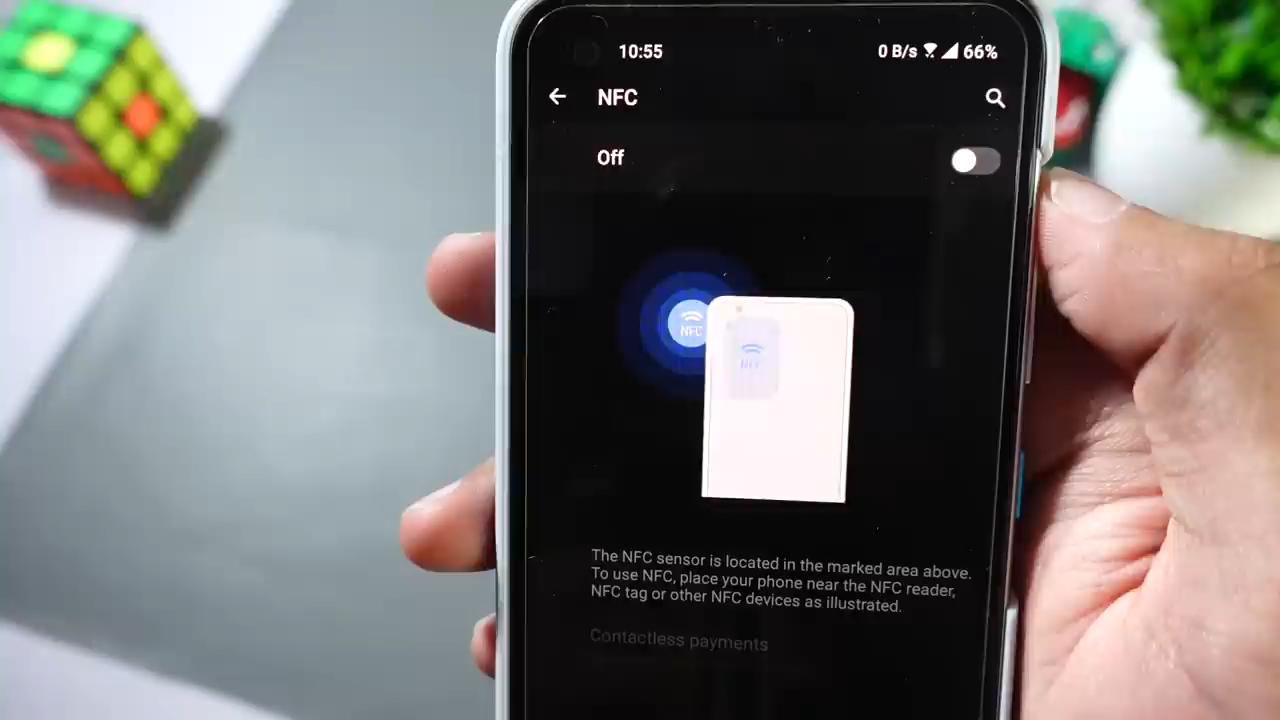 10:55 0 B/s 66%
NFC
Off
NFC
NFC
The NFC sensor is located in the marked area above.
To use NFC, place your phone near the NFC reader,
NFC tag or other NFC devices as illustrated.
Contactless payments